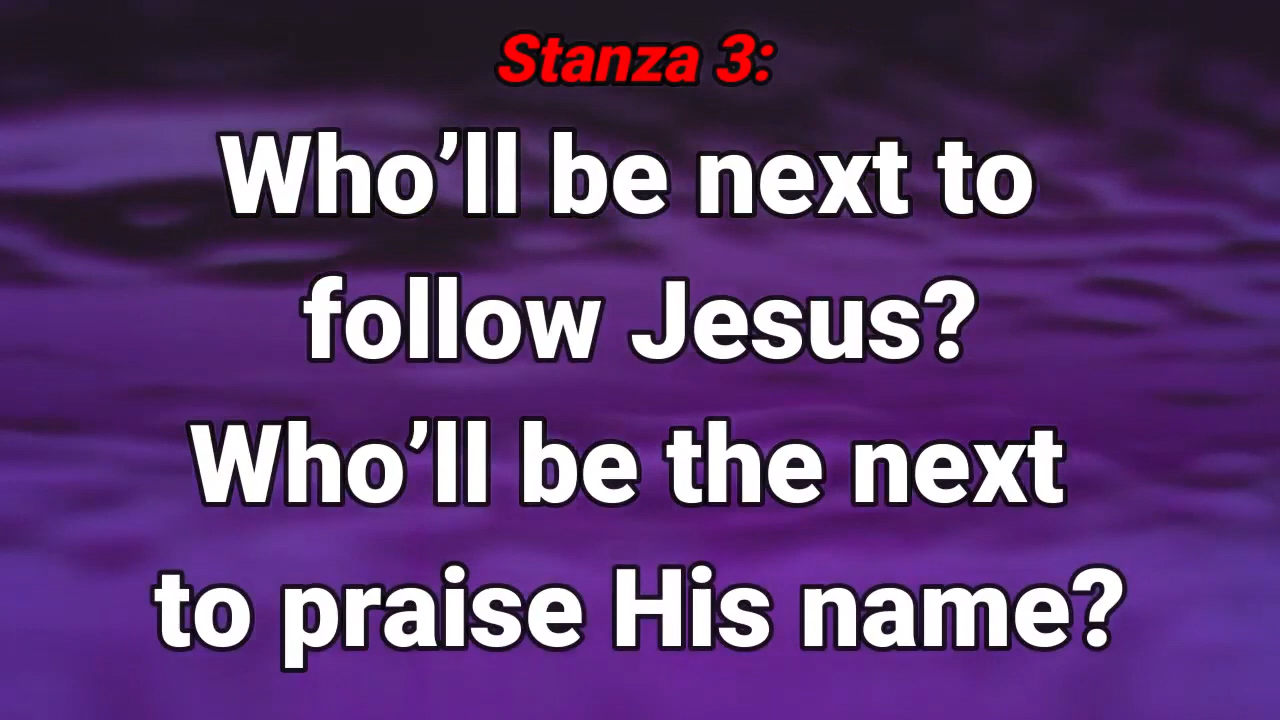 Stanza 3:
Who’ll be next to
follow Jesus?
Who’ll be the next
to praise His name?